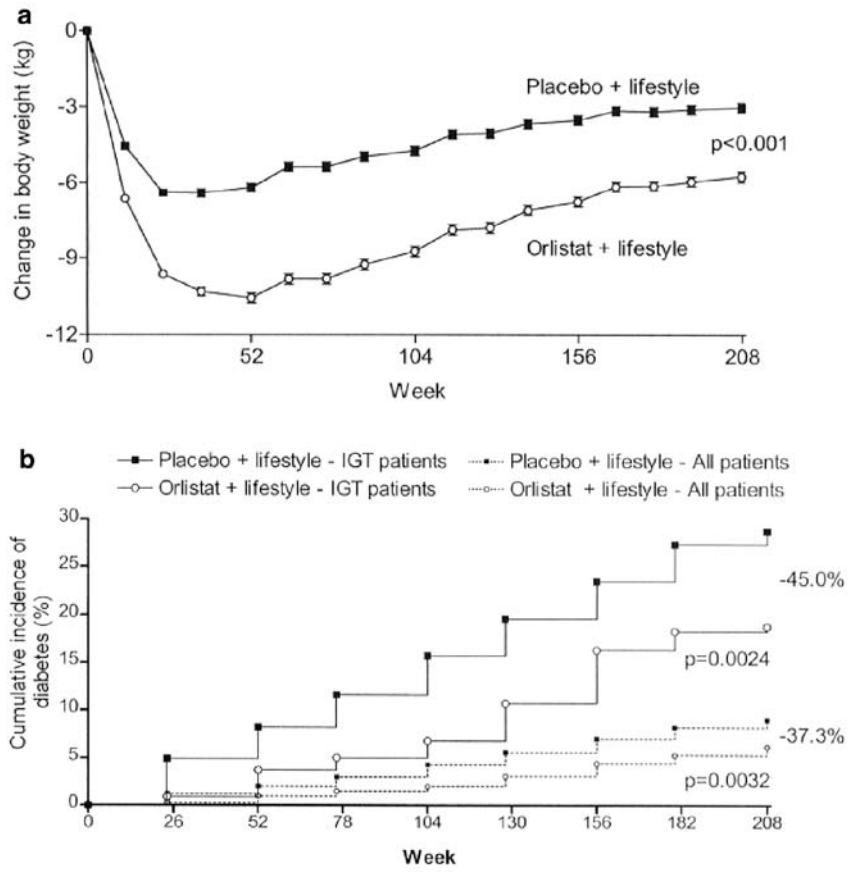 a
0
-3
-6
-9
-12
Change in body weight (kg)
Placebo + lifestyle
p<0.001
Orlistat + lifestyle
0 52 104 156 208
Week
b
Placebo + lifestyle - IGT patients Placebo + lifestyle - All patients
Orlistat + lifestyle - IGT patients Orlistat + lifestyle - All patients
30
25
20
15
10
5
0
Cumulative incidence of
diabetes (%)
-45.0%
p=0.0024
-37.3%
p=0.0032
0 26 52 78 104 130 156 182 208
Week